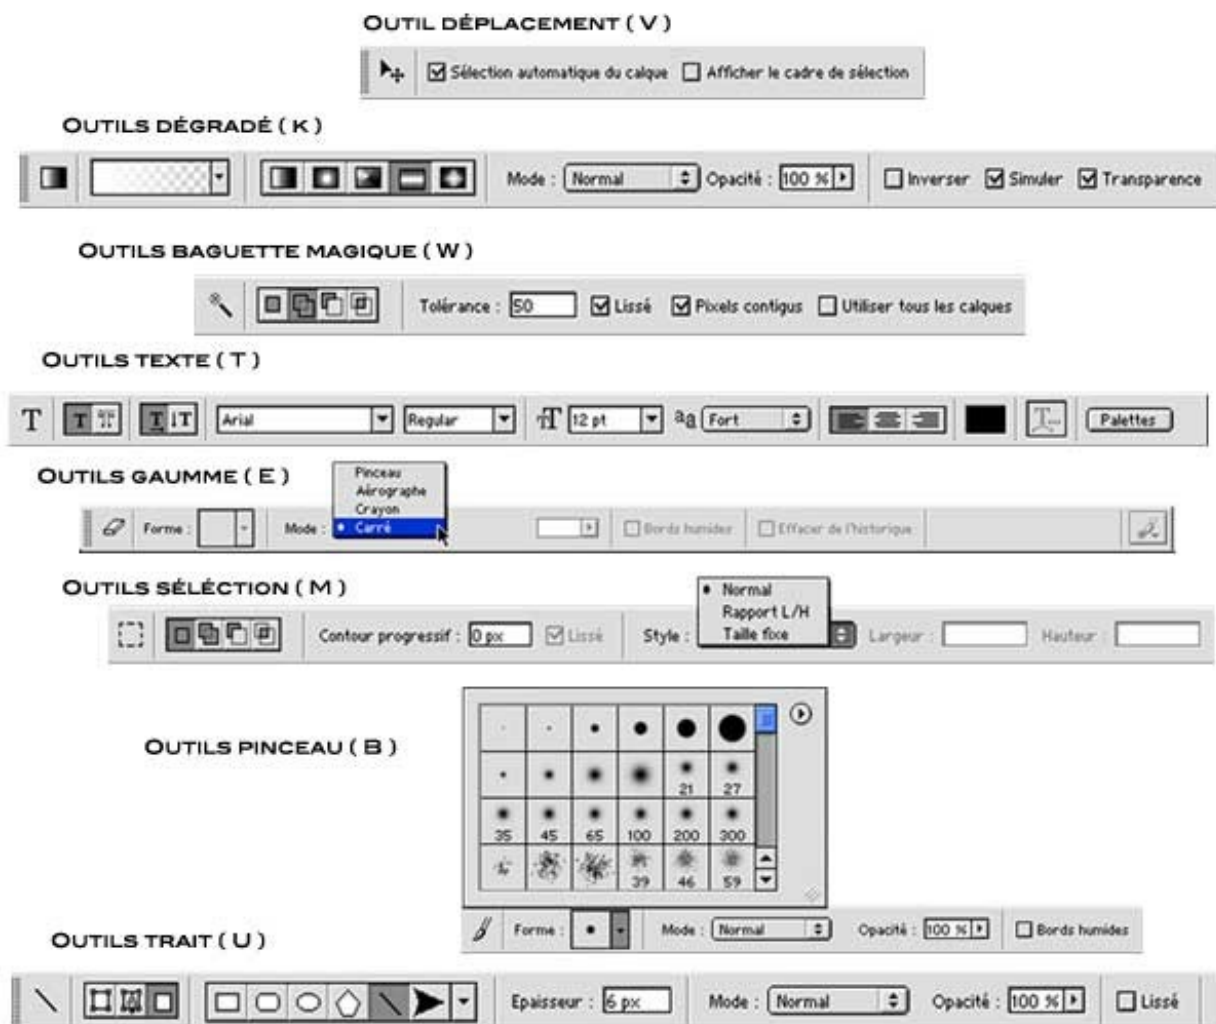 OUTIL DÉPLACEMENT ( V )
Sélection automatique du calque Afficher le cadre de sélection
OUTILS DÉGRADÉ ( K )
Mode : Normal Opacité : 100 % Inverser Simuler Transparence
OUTILS BAGUETTE MAGIQUE ( W )
Tolérance : 50 Lissé Pixels contigus Utiliser tous les calques
OUTILS TEXTE ( T )
T T T T Arial Regular T 12 pt aa Fort T Palettes
OUTILS GAUMME ( E )
Pinceau
Aérographe
Crayon
Forme : Mode : Carré Bords humides Effacer de l'historique
OUTILS SÉLÉCTION ( M )
Normal
Rapport L/H
Contour progressif : 0 px Lissé Style : Taille fixe Largeur : Hauteur :
OUTILS PINCEAU ( B )
21 27
35 45 65 100 200 300
39 46 59
Forme : Mode : Normal Opacité : 100 % Bords humides
OUTILS TRAIT ( U )
Epaisseur : 6 px Mode : Normal Opacité : 100 % Lissé